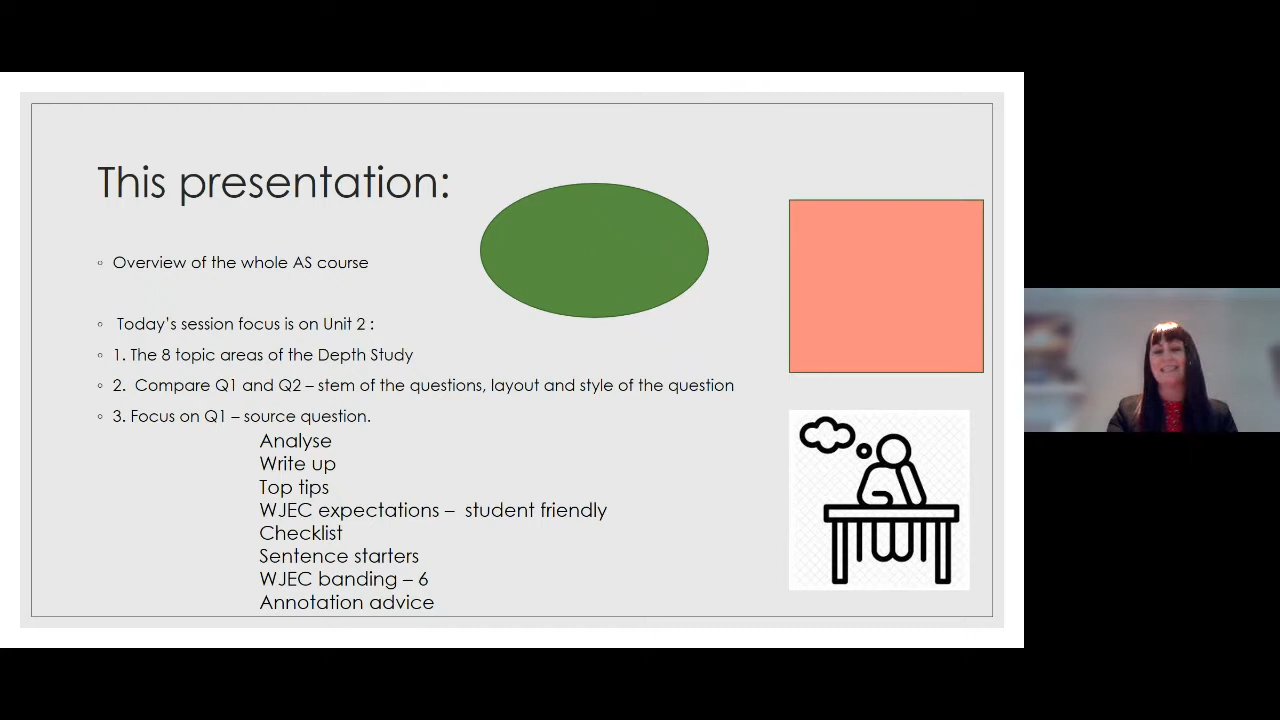 This presentation:
Overview of the whole AS course
Today's session focus is on Unit 2 :
1. The 8 topic areas of the Depth Study
2. Compare Q1 and Q2 – stem of the questions, layout and style of the question
3. Focus on Q1 – source question.
Analyse
Write up
Top tips
WJEC expectations – student friendly
Checklist
Sentence starters
WJEC banding – 6
Annotation advice